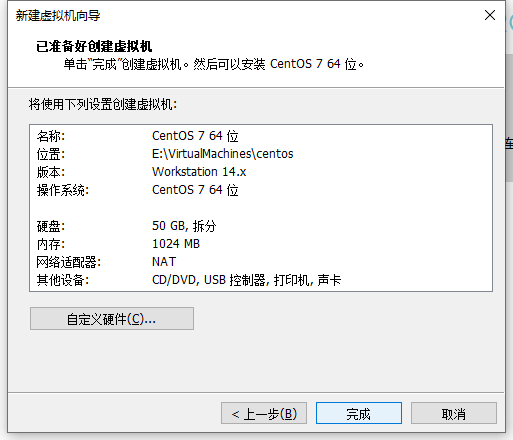 新建虚拟机向导
已准备好创建虚拟机
单击“完成”创建虚拟机。然后可以安装 CentOS 7 64 位。
将使用下列设置创建虚拟机:
名称: CentOS 7 64 位
位置: E:\VirtualMachines\centos
版本: Workstation 14.x
操作系统: CentOS 7 64 位
硬盘: 50 GB, 拆分
内存: 1024 MB
网络适配器: NAT
其他设备: CD/DVD, USB 控制器, 打印机, 声卡
自定义硬件(C)...
< 上一步(B) 完成 取消